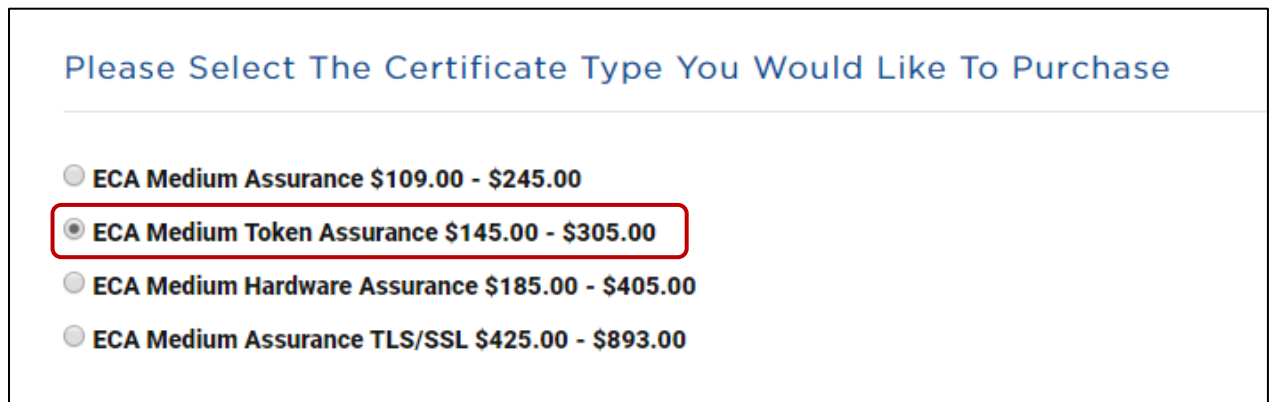 Please Select The Certificate Type You Would Like To Purchase
ECA Medium Assurance $109.00 - $245.00
ECA Medium Token Assurance $145.00 - $305.00
ECA Medium Hardware Assurance $185.00 - $405.00
ECA Medium Assurance TLS/SSL $425.00 - $893.00